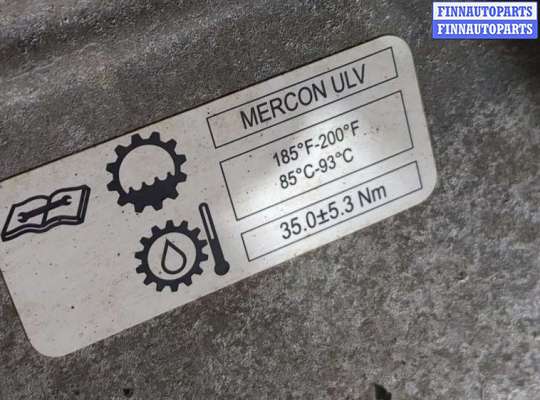 FINNAUTOPARTS
FINNAUTOPARTS
MERCON ULV
185°F-200°F
85°C-93°C
35.0±5.3 Nm